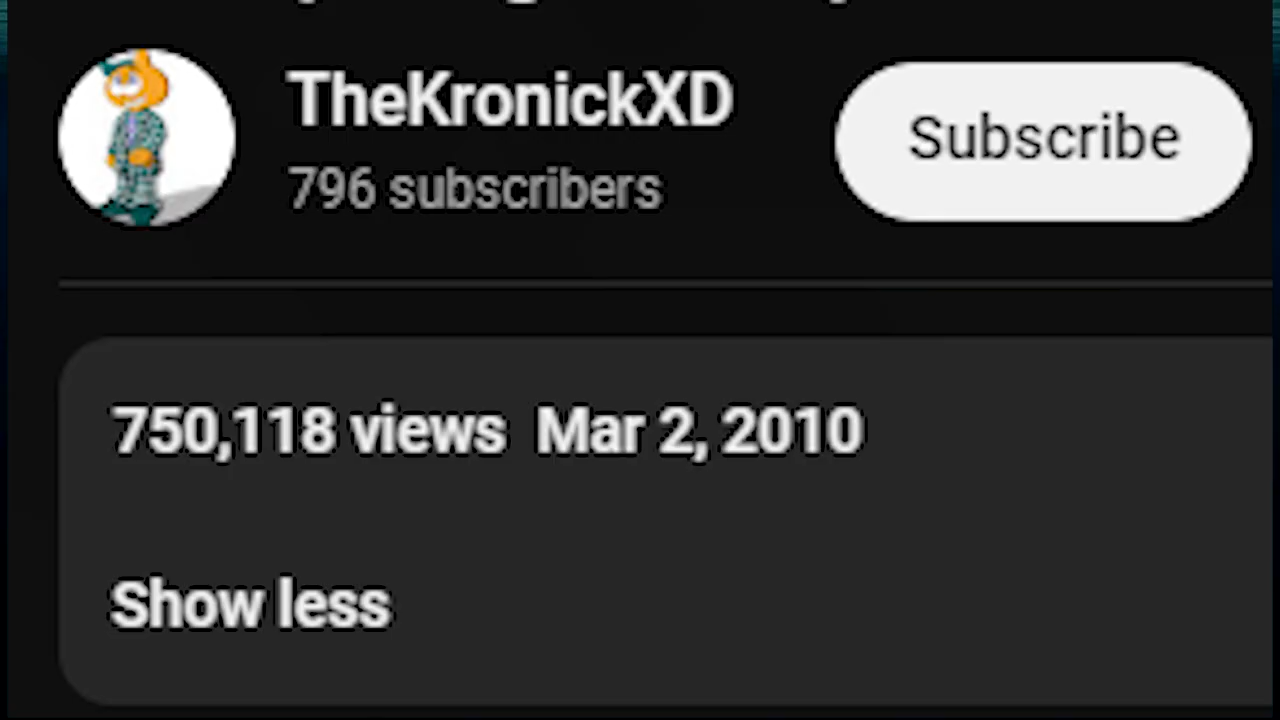 TheKronickXD
796 subscribers
Subscribe
750,118 views Mar 2, 2010
Show less